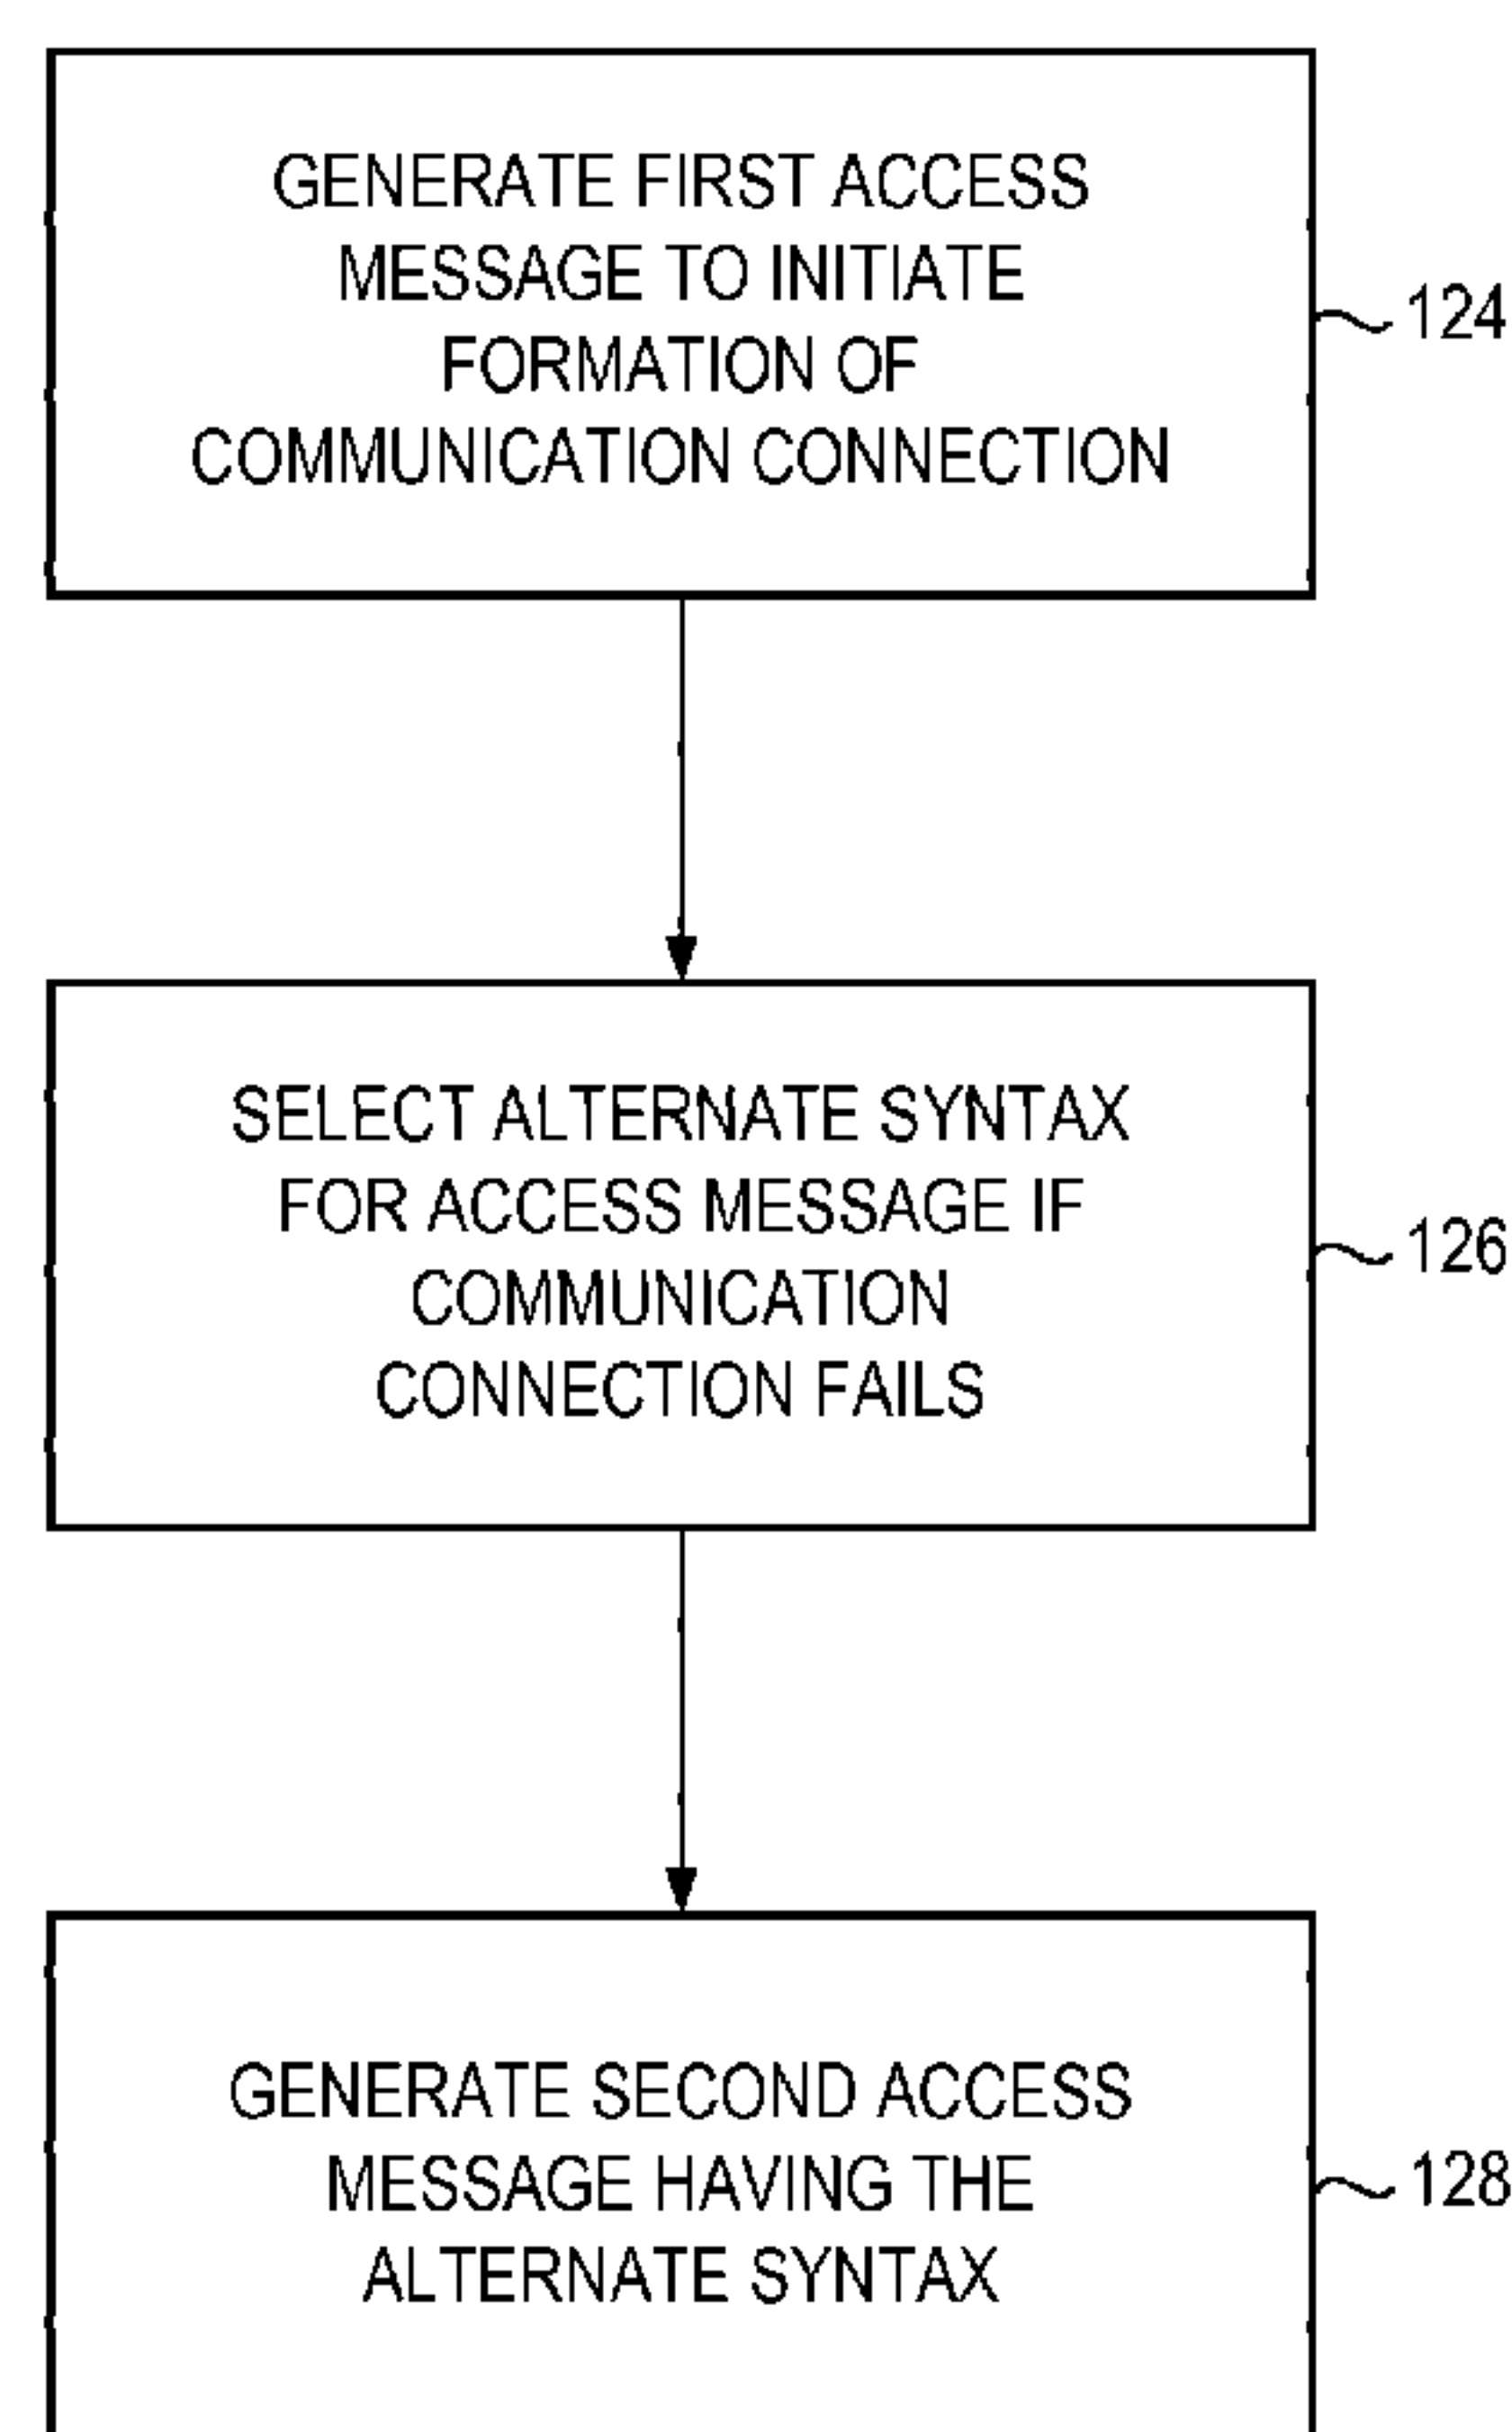 GENERATE FIRST ACCESS
MESSAGE TO INITIATE
FORMATION OF
COMMUNICATION CONNECTION
124
SELECT ALTERNATE SYNTAX
FOR ACCESS MESSAGE IF
COMMUNICATION
CONNECTION FAILS
126
GENERATE SECOND ACCESS
MESSAGE HAVING THE
ALTERNATE SYNTAX
128